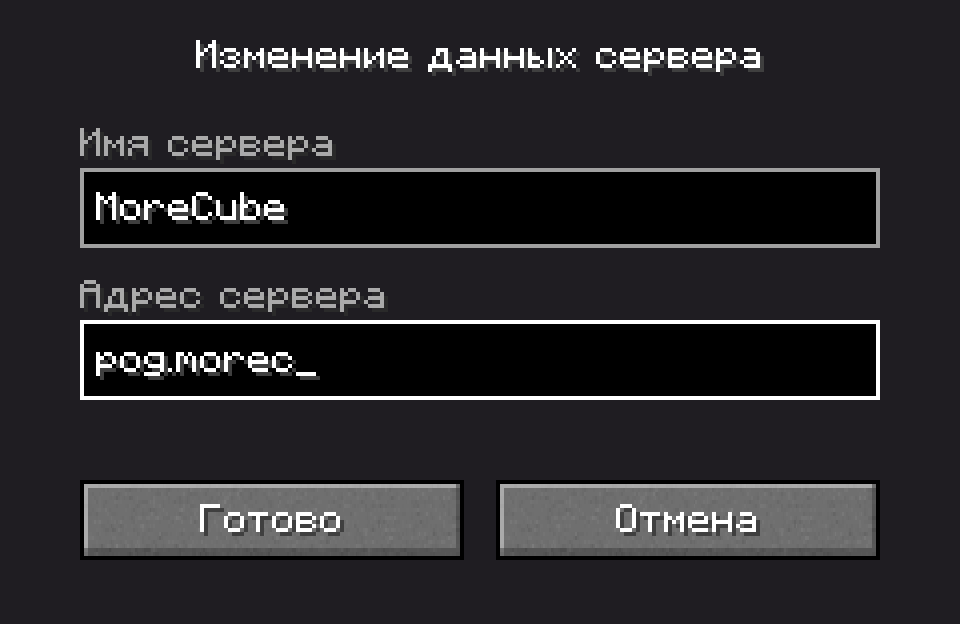 Изменение данных сервера
Имя сервера
MoreCube
Адрес сервера
pog.morec_
Готово
Отмена